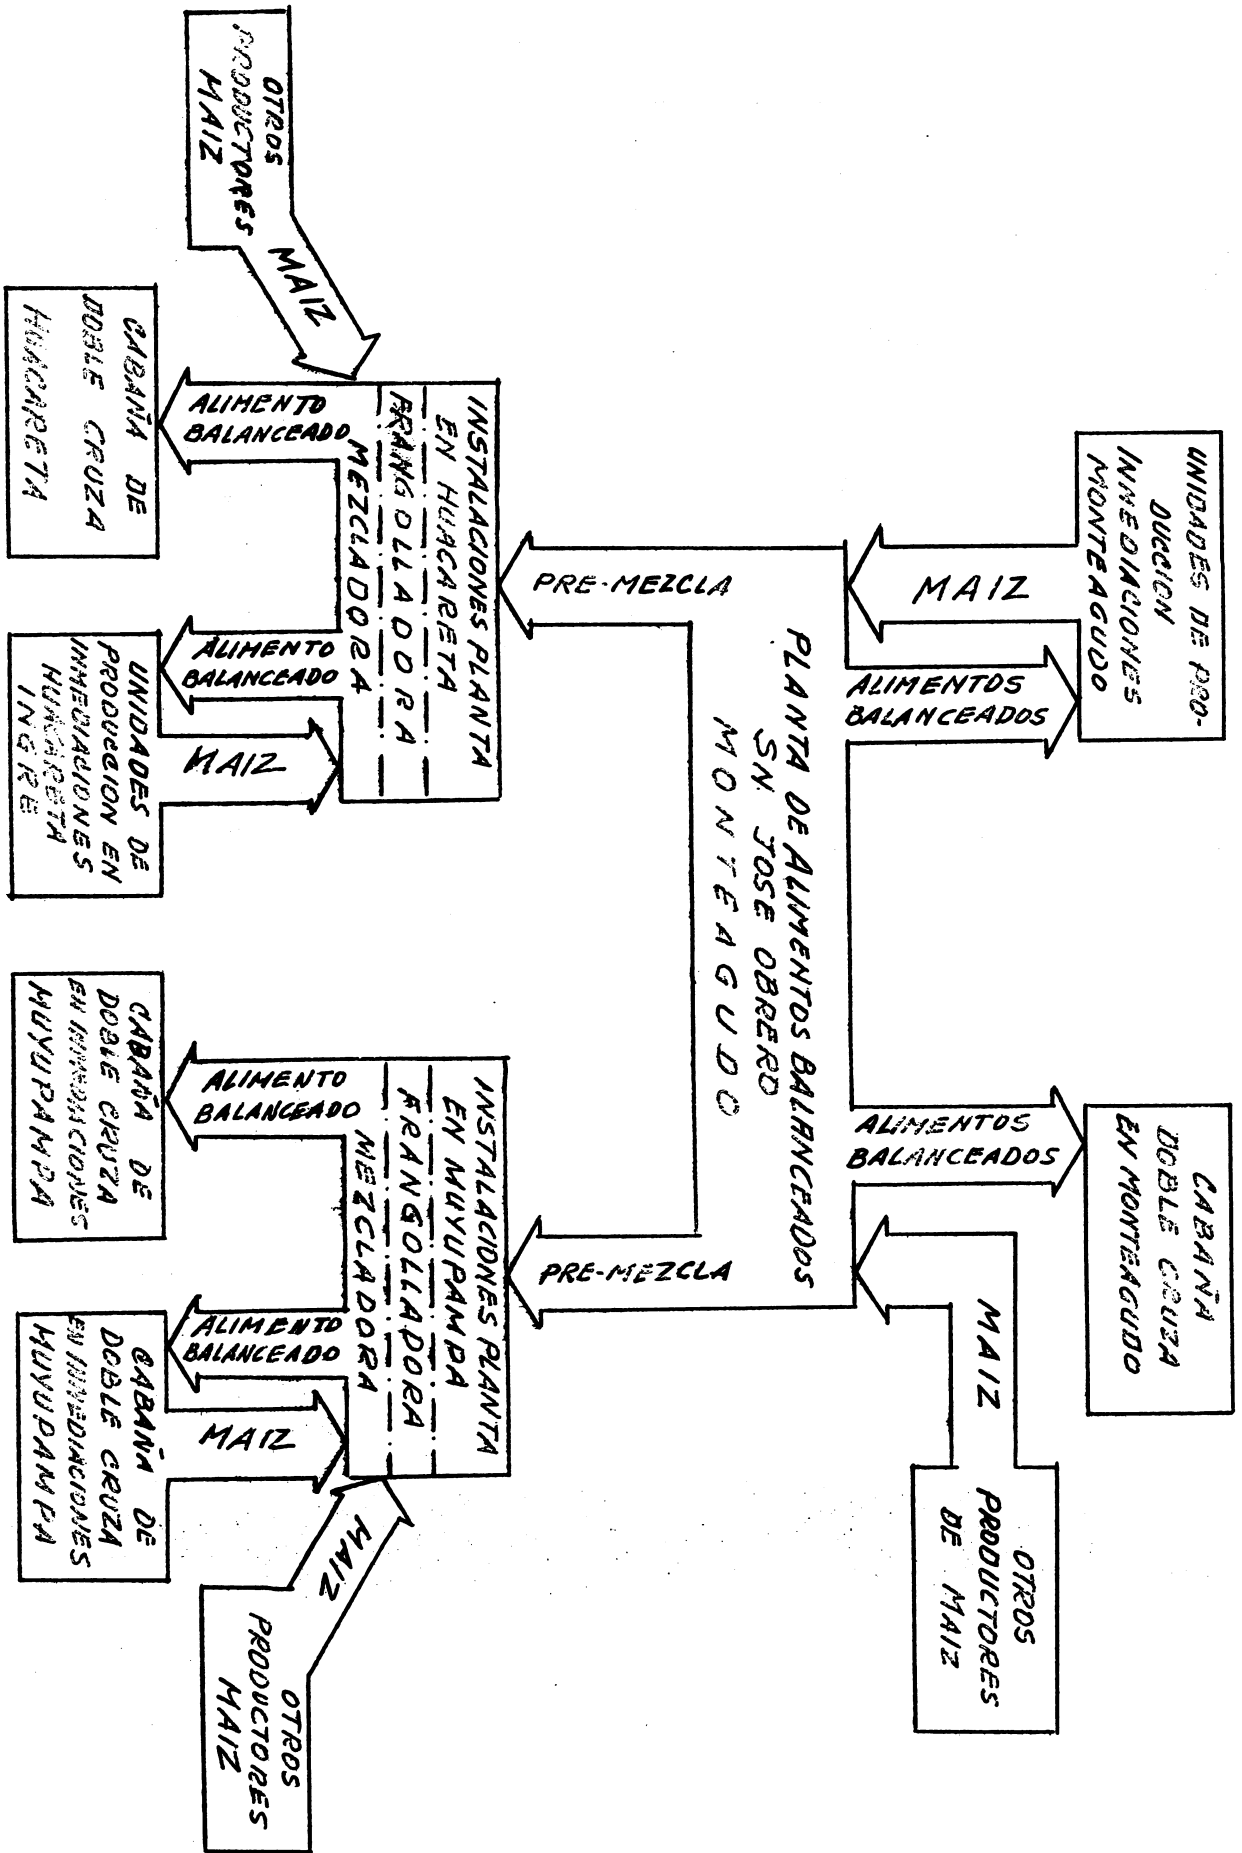 UNIDADES DE PRO-
DUCCION
INMEDIACIONES
MONTEAGUDO
CABAÑA
DOBLE CRUZA
EN MONTEAGUDO
OTROS
PRODUCTORES
DE MAIZ
MAIZ
ALIMENTOS
BALANCEADOS
ALIMENTOS
BALANCEADOS
MAIZ
PLANTA DE ALIMENTOS BALANCEADOS
SN. JOSE OBRERO
MONTEAGUDO
PRE-MEZCLA
PRE-MEZCLA
OTROS
PRODUCTORES
MAIZ
MAIZ
INSTALACIONES PLANTA
EN HUACARETA
FRANGOLLADORA
MEZCLADORA
INSTALACIONES PLANTA
EN MUYUPAMPA
FRANGOLLADORA
MEZCLADORA
MAIZ
OTROS
PRODUCTORES
MAIZ
ALIMENTO
BALANCEADO
ALIMENTO
BALANCEADO
MAIZ
ALIMENTO
BALANCEADO
ALIMENTO
BALANCEADO
MAIZ
CABAÑA DE
DOBLE CRUZA
HUACARETA
UNIDADES DE
PRODUCCION EN
INMEDIACIONES
HUACARETA
INGRE
CABAÑA DE
DOBLE CRUZA
EN INMEDIACIONES
MUYUPAMPA
CABAÑA DE
DOBLE CRUZA
EN INMEDIACIONES
MUYUPAMPA